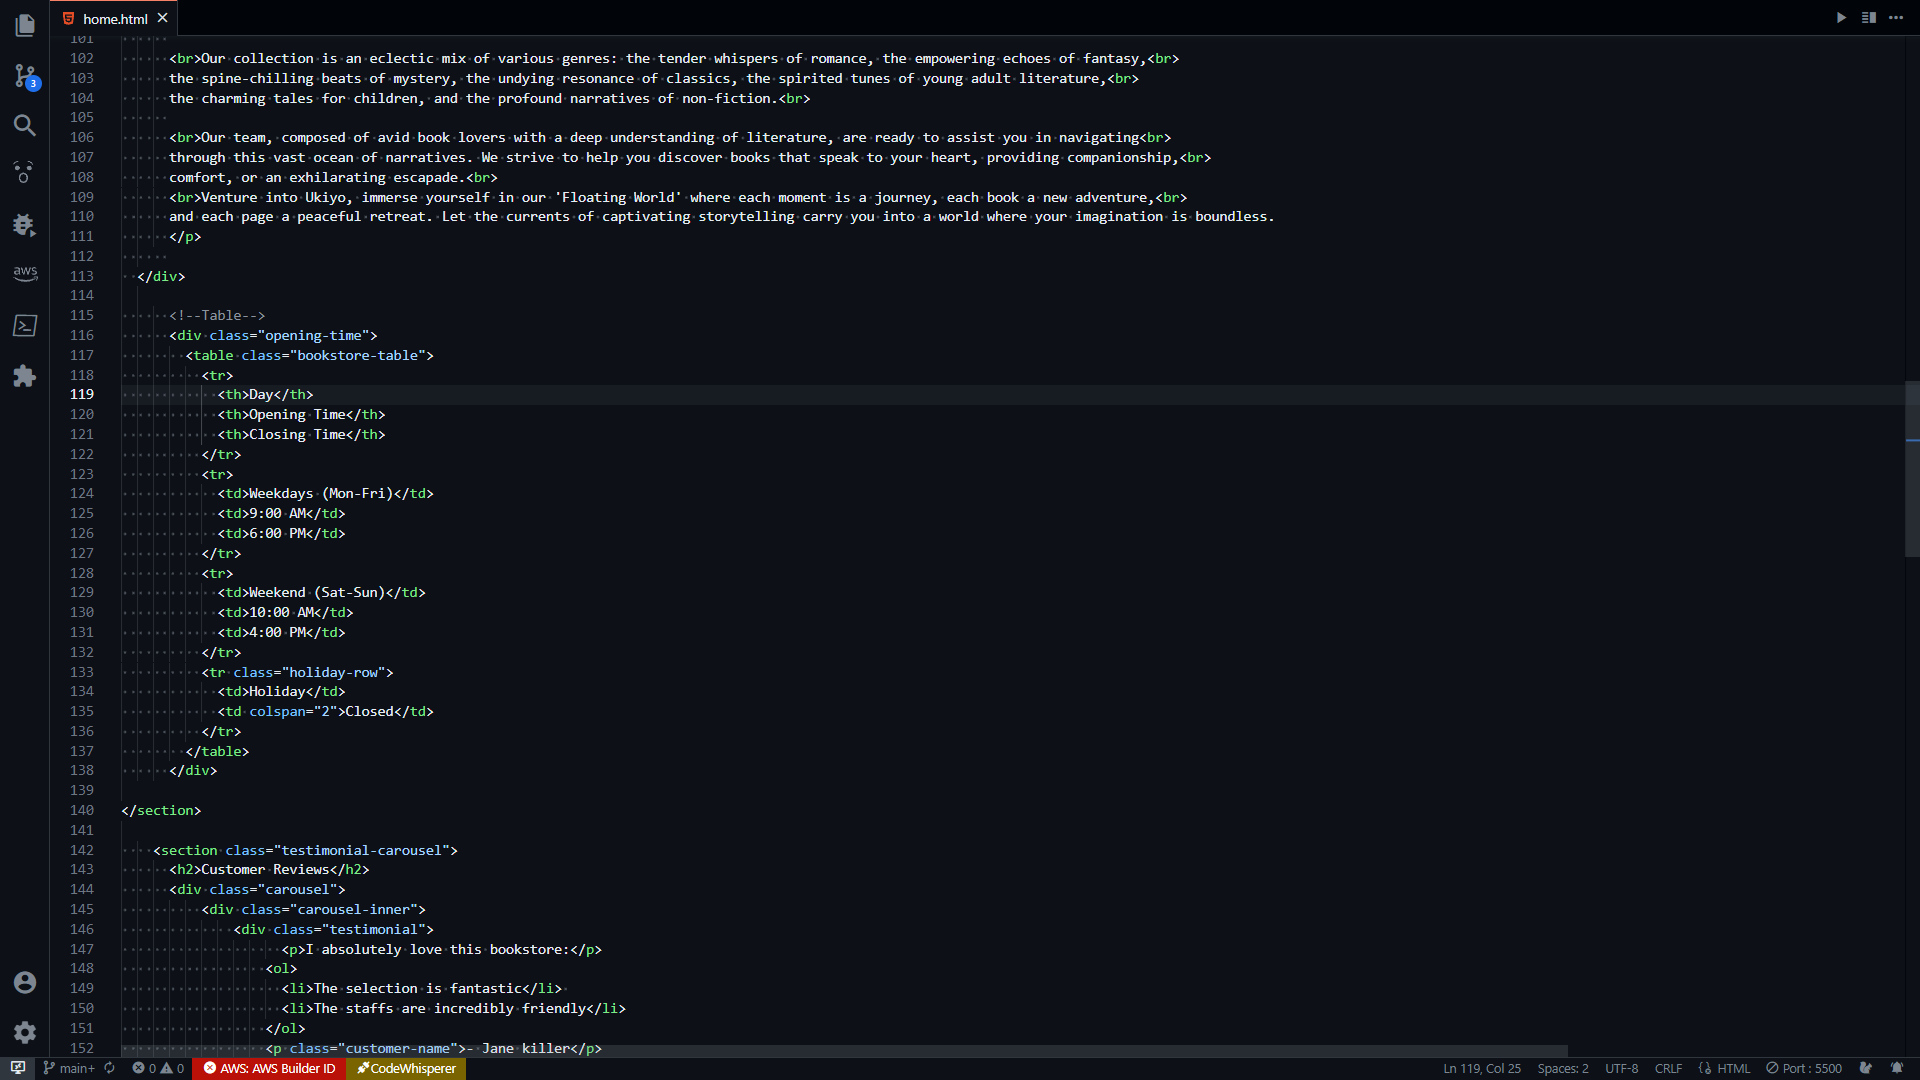 home.html
101
102 <br>Our collection is an eclectic mix of various genres: the tender whispers of romance, the empowering echoes of fantasy,<br>
103 the spine-chilling beats of mystery, the undying resonance of classics, the spirited tunes of young adult literature,<br>
104 the charming tales for children, and the profound narratives of non-fiction.<br>
105
106 <br>Our team, composed of avid book lovers with a deep understanding of literature, are ready to assist you in navigating<br>
107 through this vast ocean of narratives. We strive to help you discover books that speak to your heart, providing companionship,<br>
108 comfort, or an exhilarating escapade.<br>
109 <br>Venture into Ukiyo, immerse yourself in our 'Floating World' where each moment is a journey, each book a new adventure,<br>
110 and each page a peaceful retreat. Let the currents of captivating storytelling carry you into a world where your imagination is boundless.
111 </p>
112
113 </div>
114
115 <!--Table-->
116 <div class="opening-time">
117 <table class="bookstore-table">
118 <tr>
119 <th>Day</th>
120 <th>Opening Time</th>
121 <th>Closing Time</th>
122 </tr>
123 <tr>
124 <td>Weekdays (Mon-Fri)</td>
125 <td>9:00 AM</td>
126 <td>6:00 PM</td>
127 </tr>
128 <tr>
129 <td>Weekend (Sat-Sun)</td>
130 <td>10:00 AM</td>
131 <td>4:00 PM</td>
132 </tr>
133 <tr class="holiday-row">
134 <td>Holiday</td>
135 <td colspan="2">Closed</td>
136 </tr>
137 </table>
138 </div>
139
140 </section>
141
142 <section class="testimonial-carousel">
143 <h2>Customer Reviews</h2>
144 <div class="carousel">
145 <div class="carousel-inner">
146 <div class="testimonial">
147 <p>I absolutely love this bookstore:</p>
148 <ol>
149 <li>The selection is fantastic</li>
150 <li>The staffs are incredibly friendly</li>
151 </ol>
152 <p class="customer-name">- Jane killer</p>
3
aws
main+ 0 0 AWS: AWS Builder ID CodeWhisperer Ln 119, Col 25 Spaces: 2 UTF-8 CRLF HTML Port : 5500